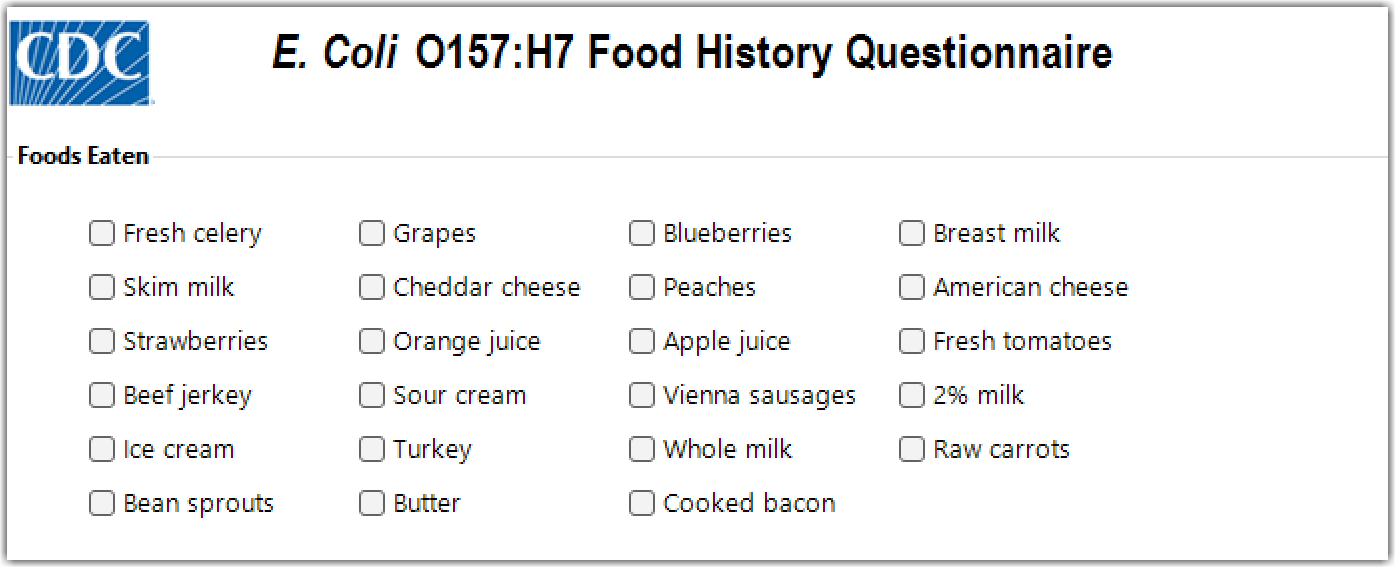 CDC
E. Coli O157:H7 Food History Questionnaire
Foods Eaten
Fresh celery Grapes Blueberries Breast milk
Skim milk Cheddar cheese Peaches American cheese
Strawberries Orange juice Apple juice Fresh tomatoes
Beef jerkey Sour cream Vienna sausages 2% milk
Ice cream Turkey Whole milk Raw carrots
Bean sprouts Butter Cooked bacon